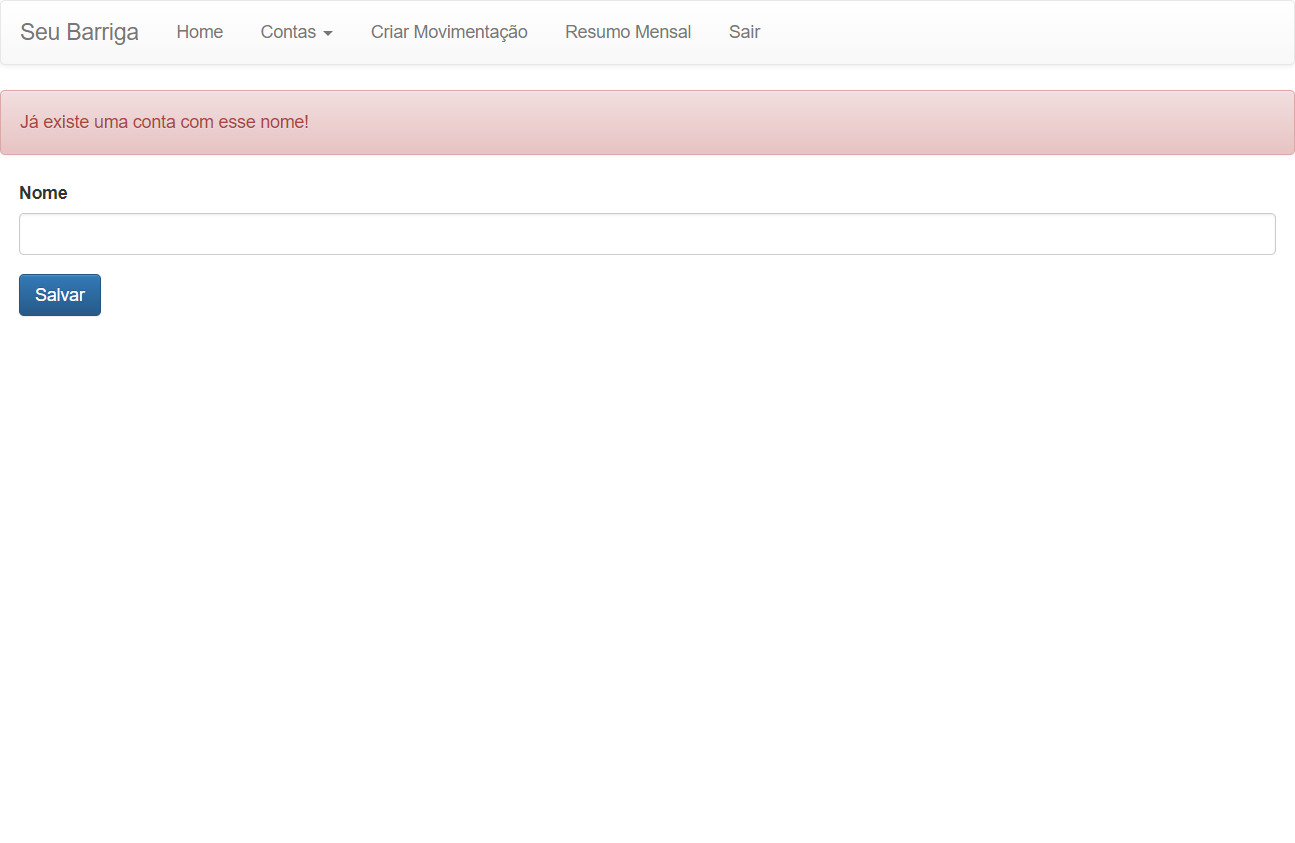 Seu Barriga Home Contas Criar Movimentação Resumo Mensal Sair
Já existe uma conta com esse nome!
Nome
Salvar